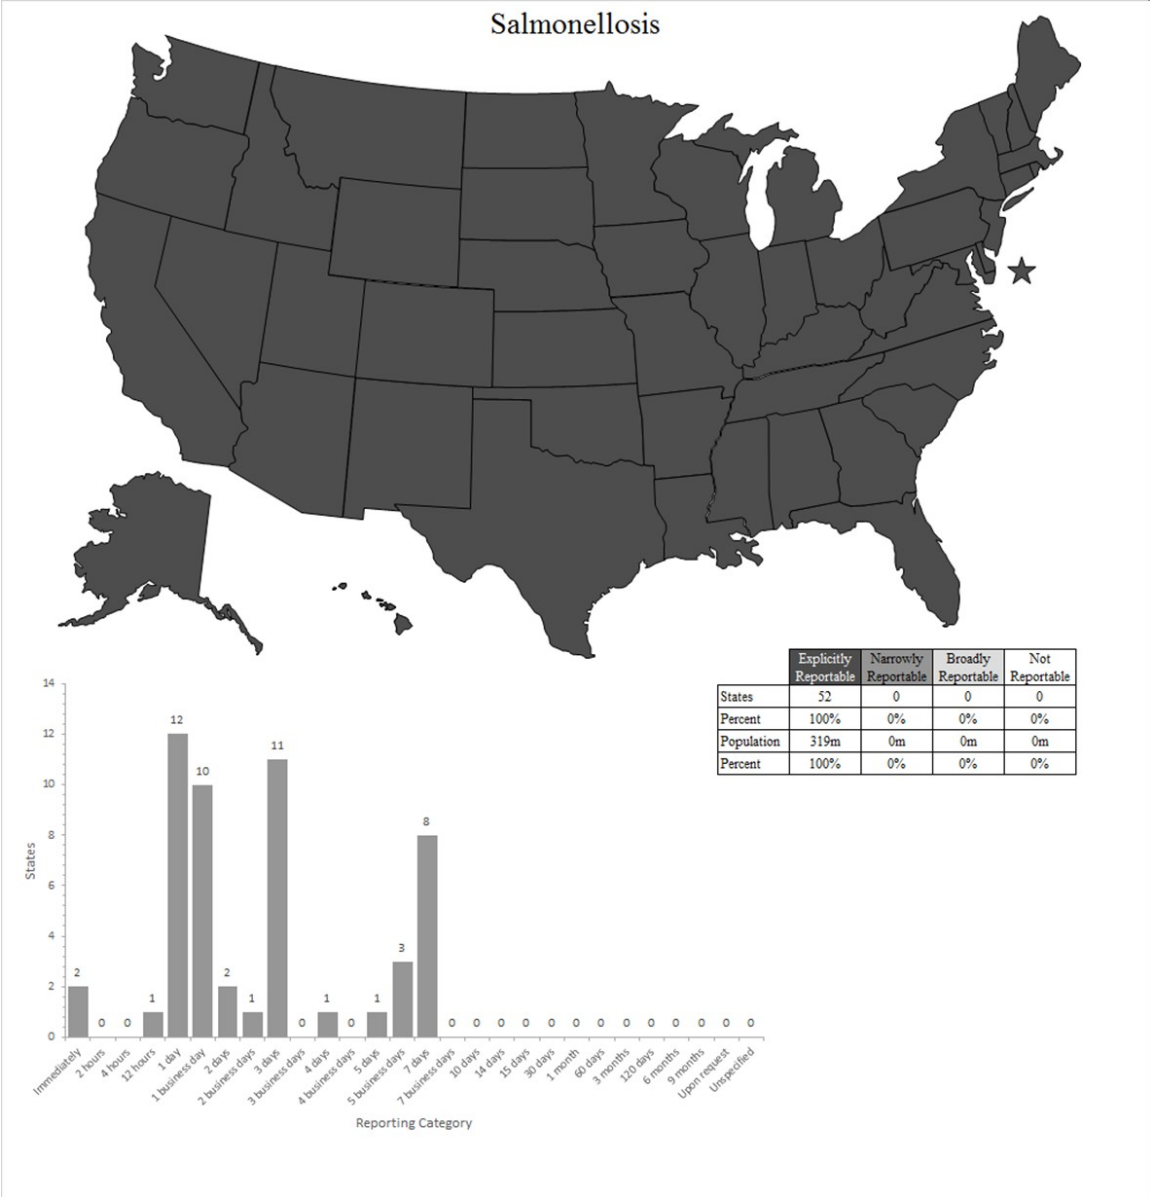 Salmonellosis
Explicitly Reportable Narrowly Reportable Broadly Reportable Not Reportable
States 52 0 0 0
Percent 100% 0% 0% 0%
Population 319m 0m 0m 0m
Percent 100% 0% 0% 0%
14
12
10
8
6
4
2
0
States
2 0 0 1 12 10 2 1 11 0 1 0 1 3 8 0 0 0 0 0 0 0 0 0 0 0 0 0
Immediately
2 hours
4 hours
12 hours
1 day
1 business day
2 days
2 business days
3 days
3 business days
4 days
4 business days
5 days
5 business days
7 days
7 business days
10 days
14 days
15 days
30 days
1 month
60 days
3 months
120 days
6 months
9 months
Upon request
Unspecified
Reporting Category